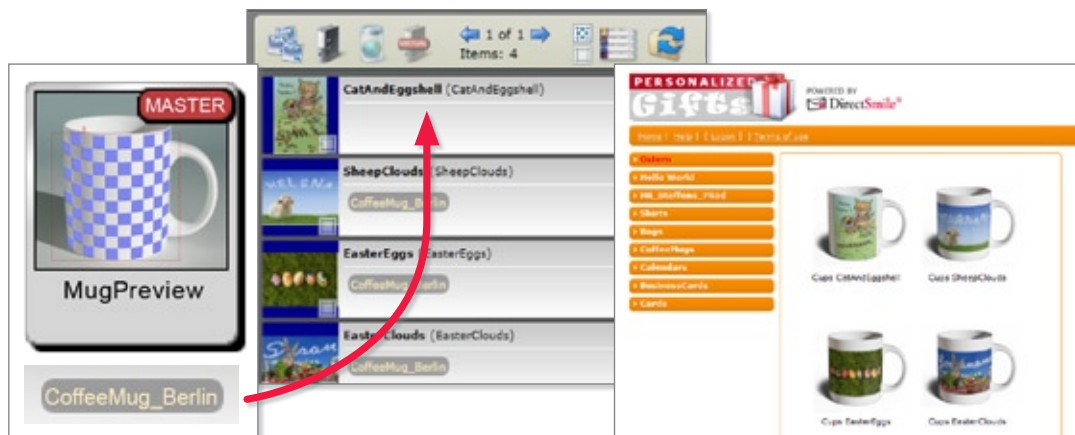 MASTER
MugPreview
CoffeeMug_Berlin
1 of 1
Items: 4
CatAndEggshell (CatAndEggshell)
SheepClouds (SheepClouds)
CoffeeMug_Berlin
EasterEggs (EasterEggs)
CoffeeMug_Berlin
EasterClouds (EasterClouds)
CoffeeMug_Berlin
PERSONALIZED
Gifts
POWERED BY
DirectSmile
Home | Help | [ Logon ] | Terms of use
Ostern
Hello World
Shirts
Bags
CoffeeMugs
Calendars
BusinessCards
Cards
Cups CatAndEggshell
Cups SheepClouds
Cups EasterEggs
Cups EasterClouds